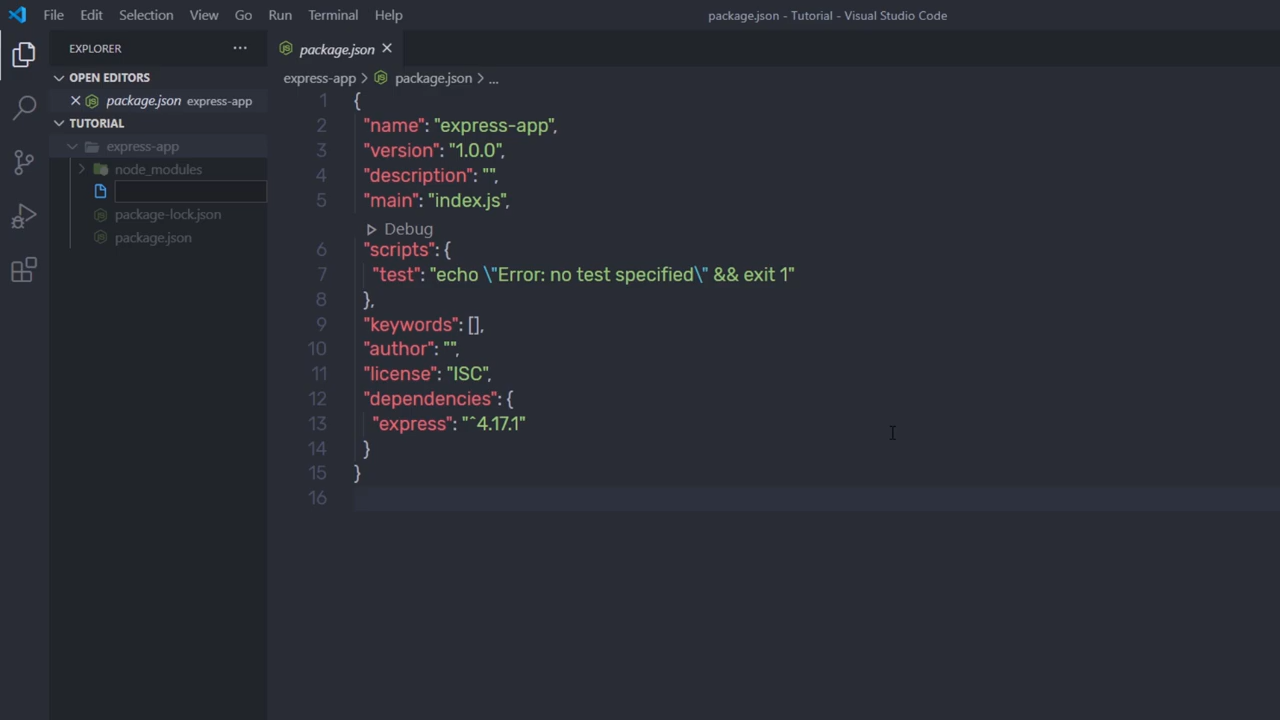 File Edit Selection View Go Run Terminal Help package.json - Tutorial - Visual Studio Code
EXPLORER ...
package.json
OPEN EDITORS
package.json express-app
TUTORIAL
express-app
node_modules
package-lock.json
package.json
express-app > package.json > ...
1 {
2 "name": "express-app",
3 "version": "1.0.0",
4 "description": "",
5 "main": "index.js",
Debug
6 "scripts": {
7 "test": "echo \"Error: no test specified\" && exit 1"
8 },
9 "keywords": [],
10 "author": "",
11 "license": "ISC",
12 "dependencies": {
13 "express": "^4.17.1"
14 }
15 }
16